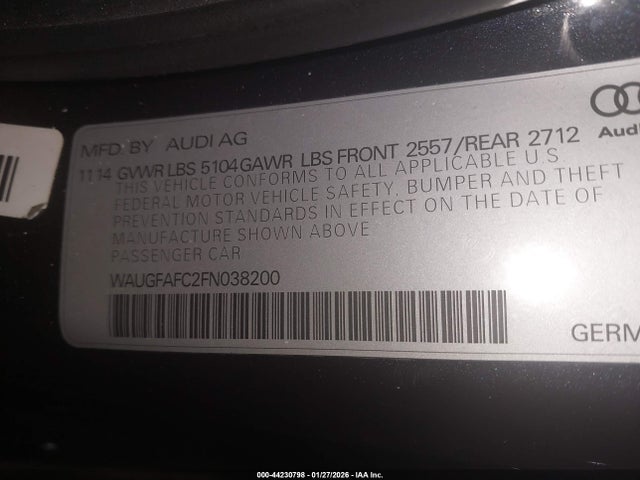 MFD. BY AUDI AG
Audi
11 14 GVWR LBS 5104 GAWR LBS FRONT 2557/REAR 2712
THIS VEHICLE CONFORMS TO ALL APPLICABLE U.S
FEDERAL MOTOR VEHICLE SAFETY, BUMPER AND THEFT
PREVENTION STANDARDS IN EFFECT ON THE DATE OF
MANUFACTURE SHOWN ABOVE
PASSENGER CAR
WAUGFAFC2FN038200
GERM
000-44230798 - 01/27/2026 - IAA Inc.